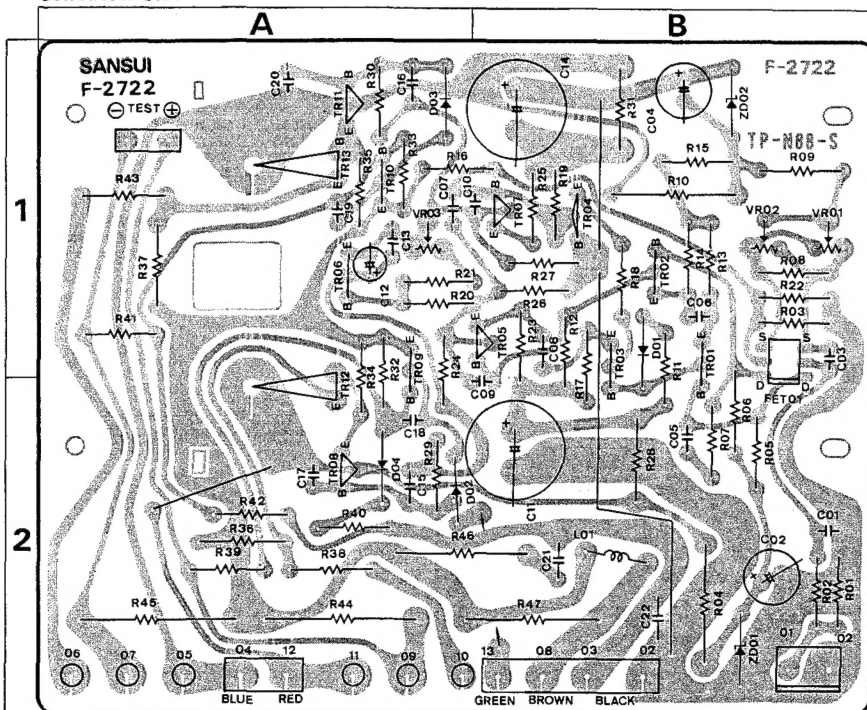 A
B
1
2
SANSUI
F-2722
⊖ TEST ⊕
F-2722
TP-M88-S
C20
B
TR11
E
R30
C16
D03
C14
R31
C04
ZD02
R43
B
TR13
E
R35
B
TR10
E
R33
R16
C07
C10
B
TR07
E
R25
R19
E
TR04
B
R15
R10
R09
C19
VR03
VR02
VR01
R37
E
TR06
B
C13
C12
R21
R20
R27
R26
R18
B
TR02
E
R14
R13
C06
R08
R22
R03
R41
R34
R32
E
TR09
B
R24
B
TR05
E
R23
C08
R12
R17
E
TR03
B
D01
R11
E
TR01
B
S
S
C03
D
D
FET01
B
TR12
E
C09
C18
C05
R07
R06
R05
C17
E
TR08
B
D04
C15
R29
D02
C11
R28
R42
R36
R39
R40
R38
R46
C21
L01
C01
C02
R04
R02
R01
R45
R44
R47
C22
ZD01
06
07
05
04
12
11
09
10
13
08
03
02
01
02
BLUE
RED
GREEN
BROWN
BLACK